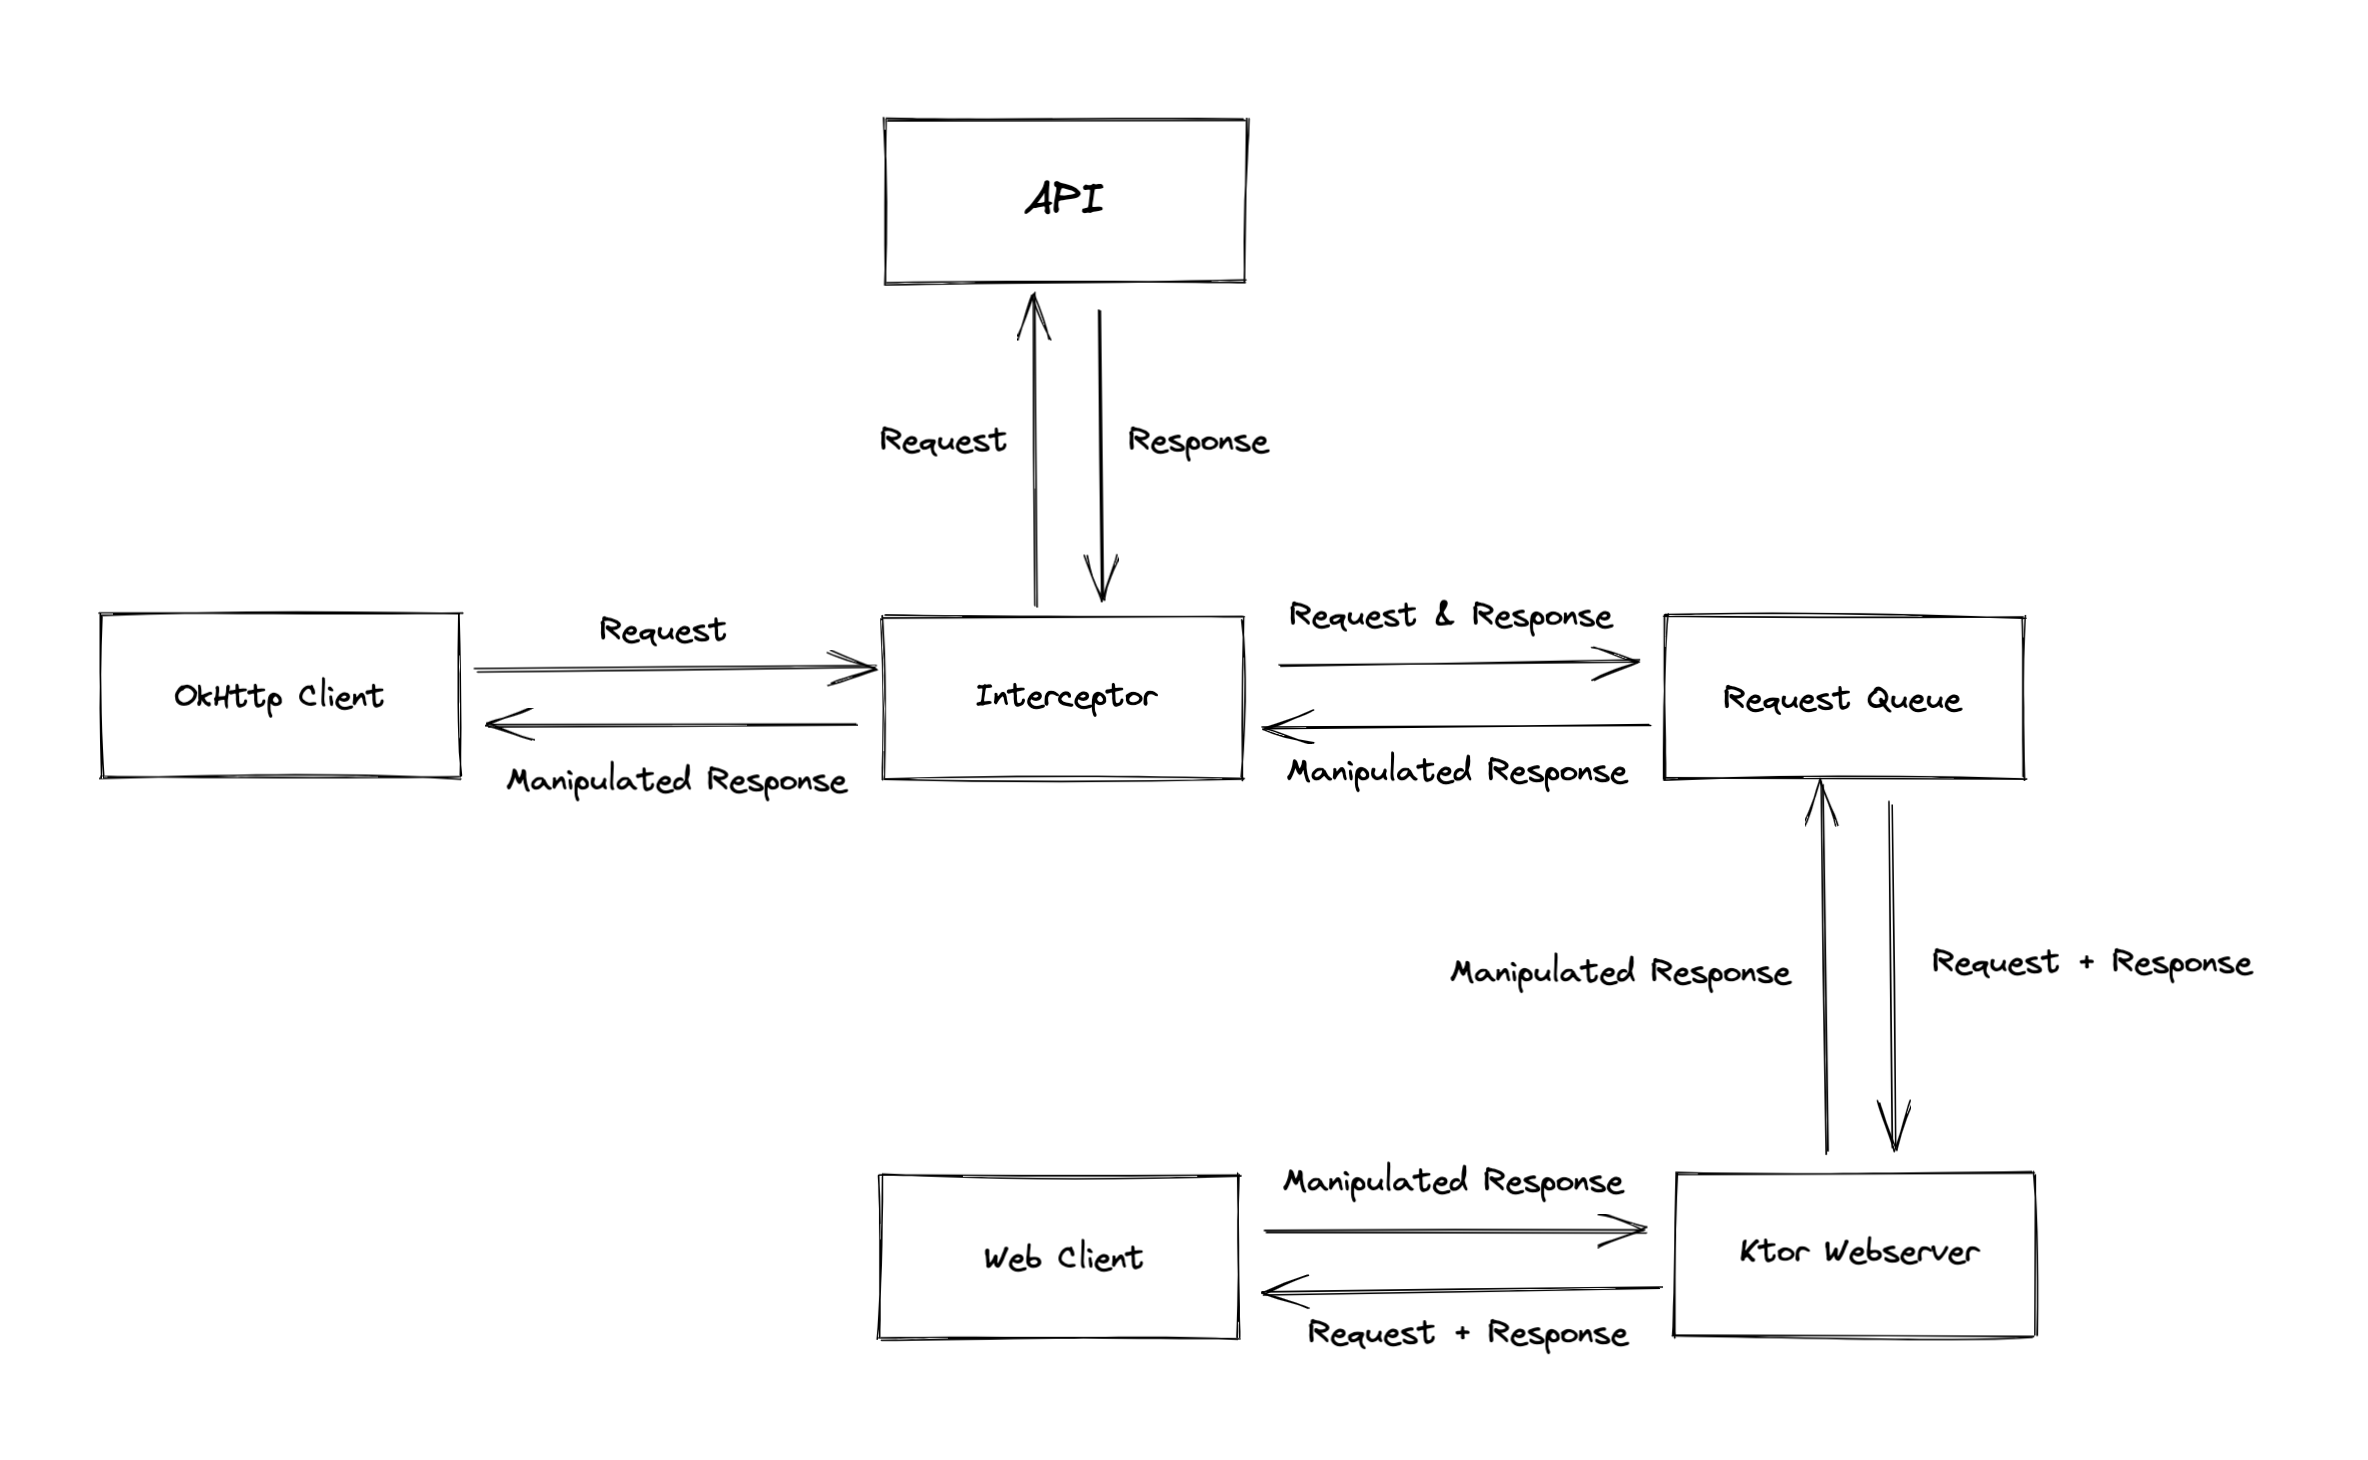 API
Request
Response
Request
Request & Response
OkHttp Client
Interceptor
Request Queue
Manipulated Response
Manipulated Response
Manipulated Response
Request + Response
Manipulated Response
Web Client
Ktor Webserver
Request + Response